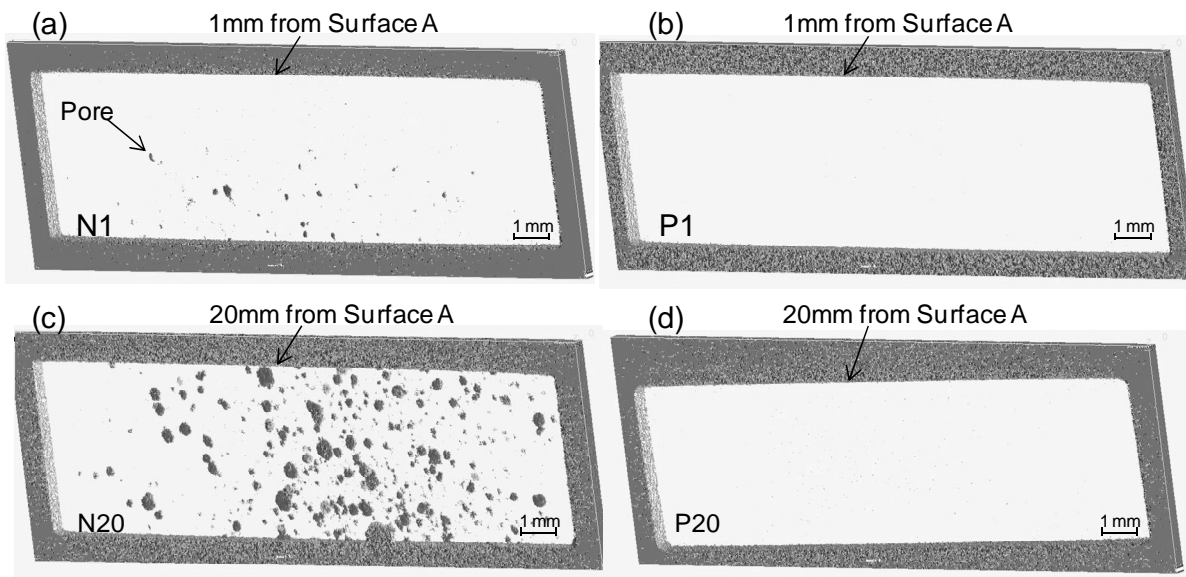 (a)
1mm from Surface A
Pore
N1
1 mm
(b)
1mm from Surface A
P1
1 mm
(c)
20mm from Surface A
N20
1 mm
(d)
20mm from Surface A
P20
1 mm